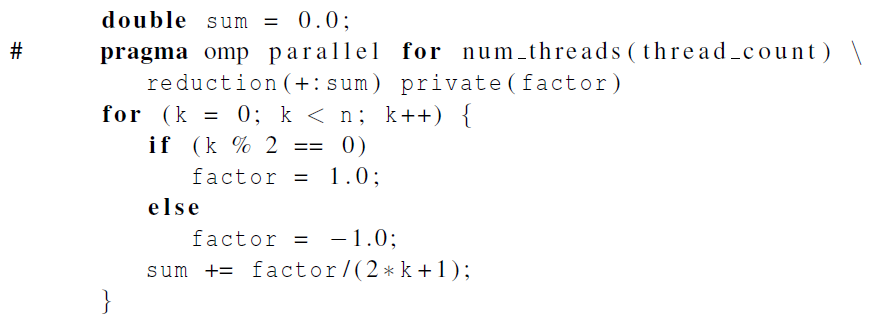 double sum = 0.0;
# pragma omp parallel for num_threads(thread_count) \
reduction(+:sum) private(factor)
for (k = 0; k < n; k++) {
if (k % 2 == 0)
factor = 1.0;
else
factor = -1.0;
sum += factor/(2*k+1);
}